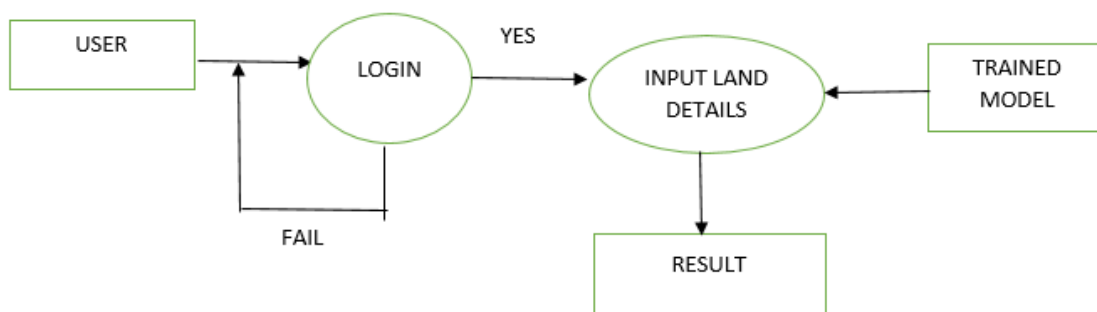 USER
LOGIN
YES
FAIL
INPUT LAND
DETAILS
TRAINED
MODEL
RESULT